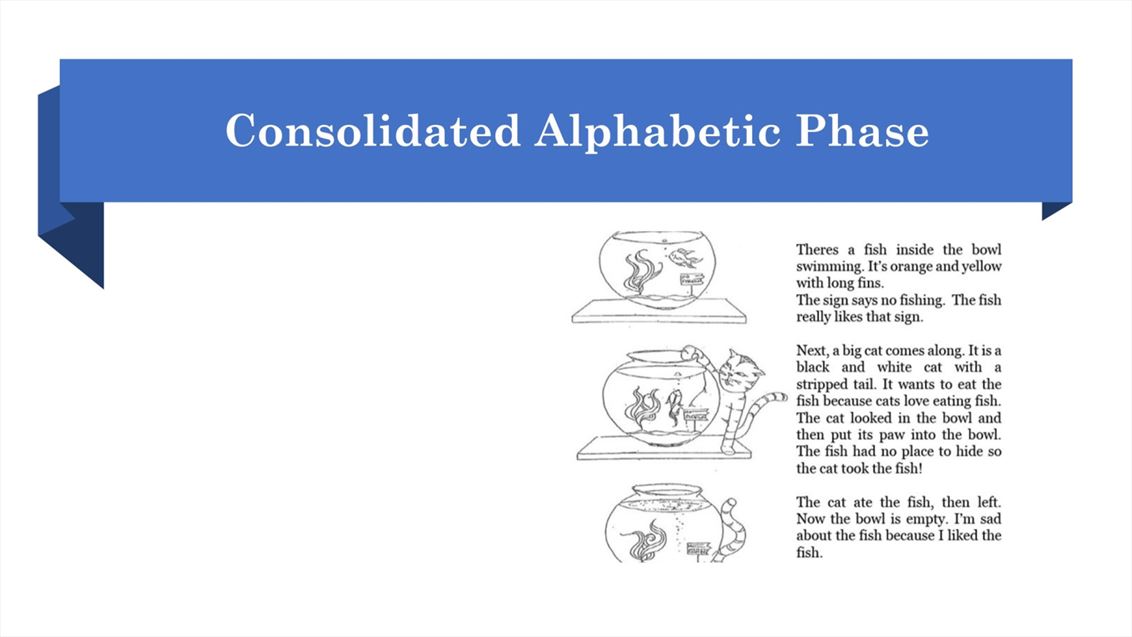 Consolidated Alphabetic Phase
Theres a fish inside the bowl
swimming. It's orange and yellow
with long fins.
The sign says no fishing. The fish
really likes that sign.
Next, a big cat comes along. It is a
black and white cat with a
stripped tail. It wants to eat the
fish because cats love eating fish.
The cat looked in the bowl and
then put its paw into the bowl.
The fish had no place to hide so
the cat took the fish!
The cat ate the fish, then left.
Now the bowl is empty. I'm sad
about the fish because I liked the
fish.